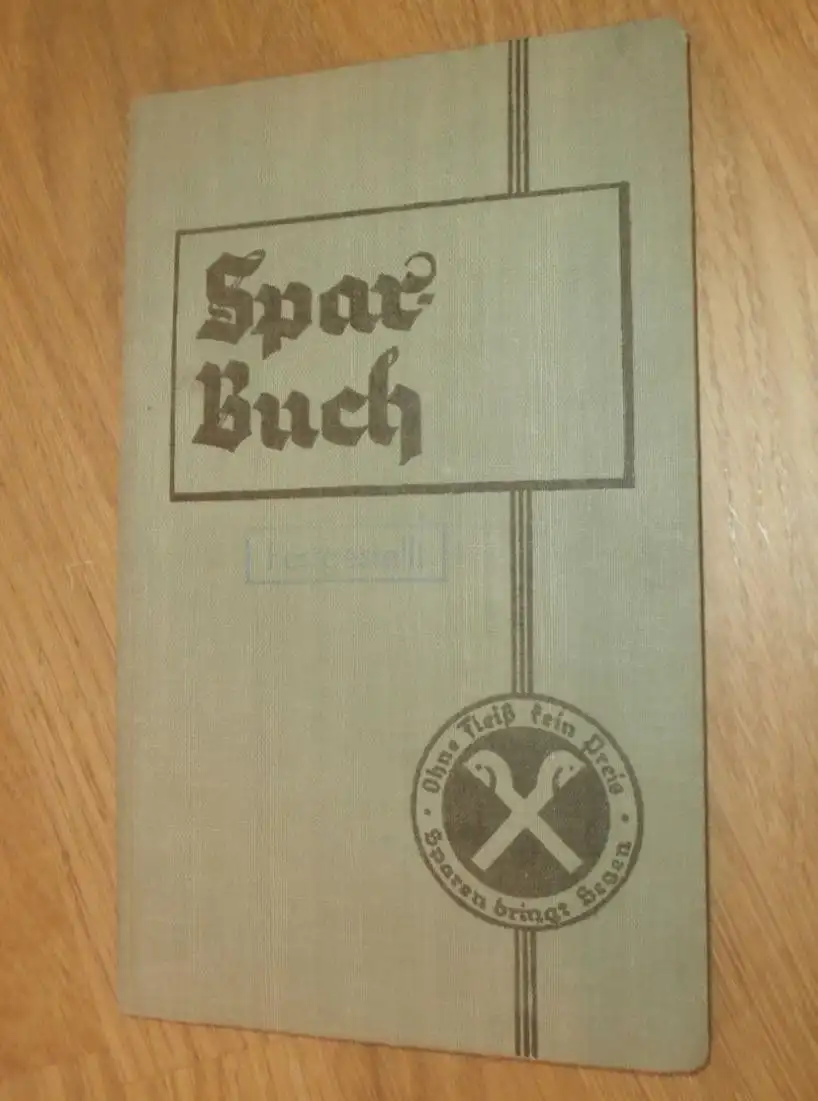 Spar-
Buch
Ohne Fleiß kein Preis
Sparen bringt Segen